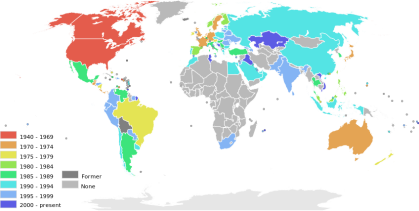 1940 - 1969
1970 - 1974
1975 - 1979
1980 - 1984
1985 - 1989
1990 - 1994
1995 - 1999
2000 - present
Former
None